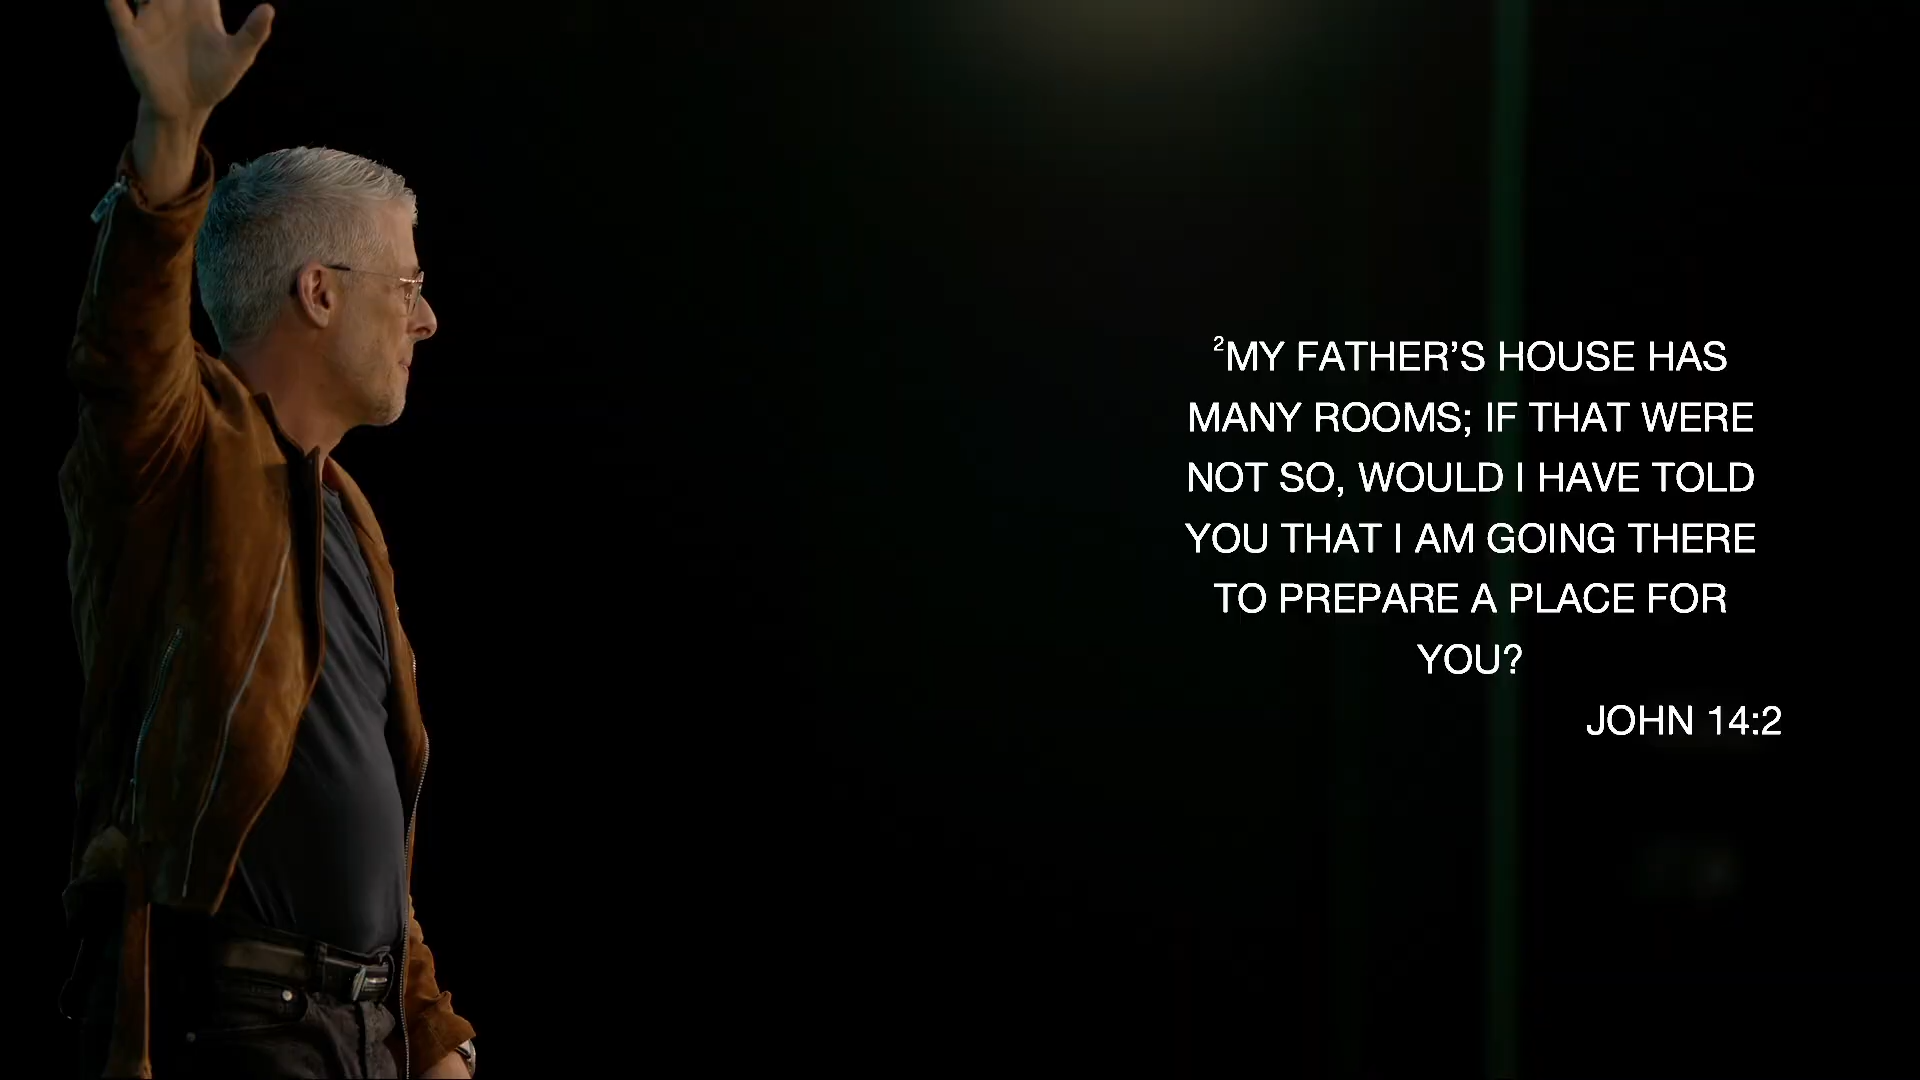 ²MY FATHER’S HOUSE HAS
MANY ROOMS; IF THAT WERE
NOT SO, WOULD I HAVE TOLD
YOU THAT I AM GOING THERE
TO PREPARE A PLACE FOR
YOU?
JOHN 14:2